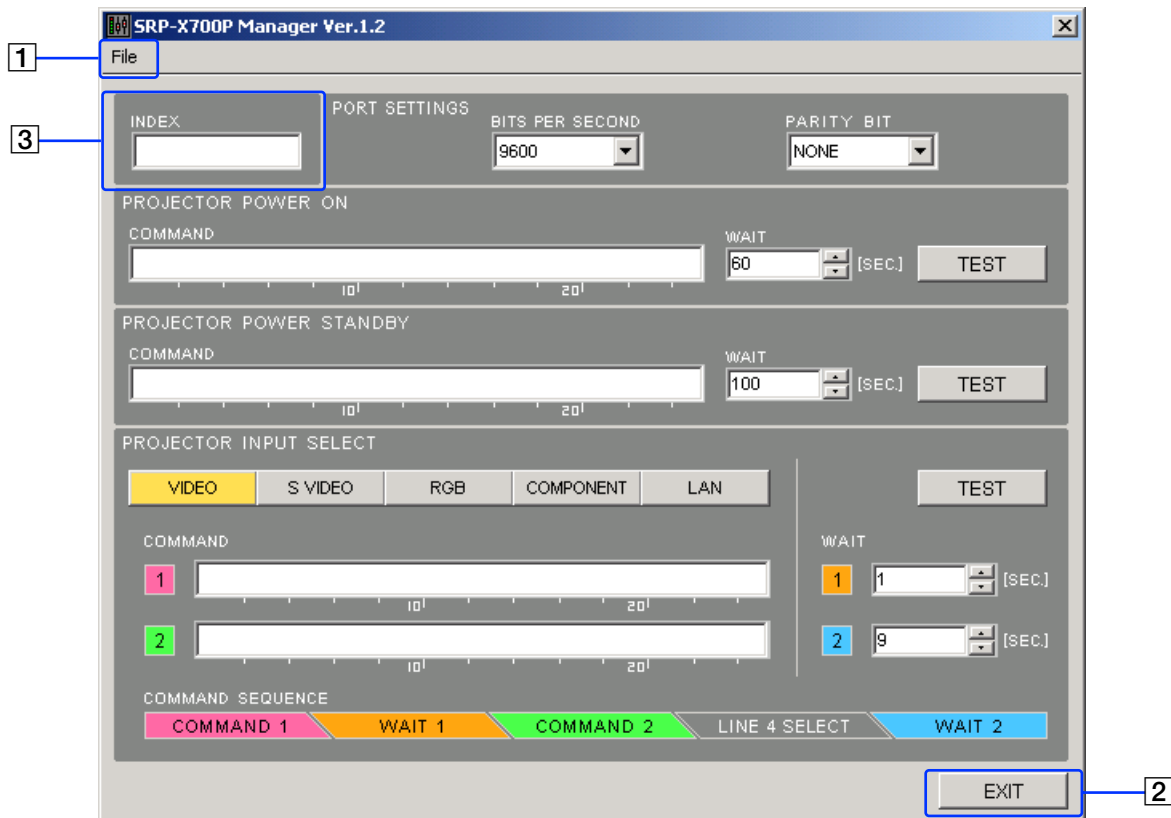 SRP-X700P Manager Ver.1.2
1
File
3
INDEX
PORT SETTINGS
BITS PER SECOND
9600
PARITY BIT
NONE
PROJECTOR POWER ON
COMMAND
10
20
WAIT
60
[SEC.]
TEST
PROJECTOR POWER STANDBY
COMMAND
10
20
WAIT
100
[SEC.]
TEST
PROJECTOR INPUT SELECT
VIDEO
S VIDEO
RGB
COMPONENT
LAN
TEST
COMMAND
1
10
20
2
10
20
WAIT
1
1
[SEC.]
2
9
[SEC.]
COMMAND SEQUENCE
COMMAND 1
WAIT 1
COMMAND 2
LINE 4 SELECT
WAIT 2
EXIT
2